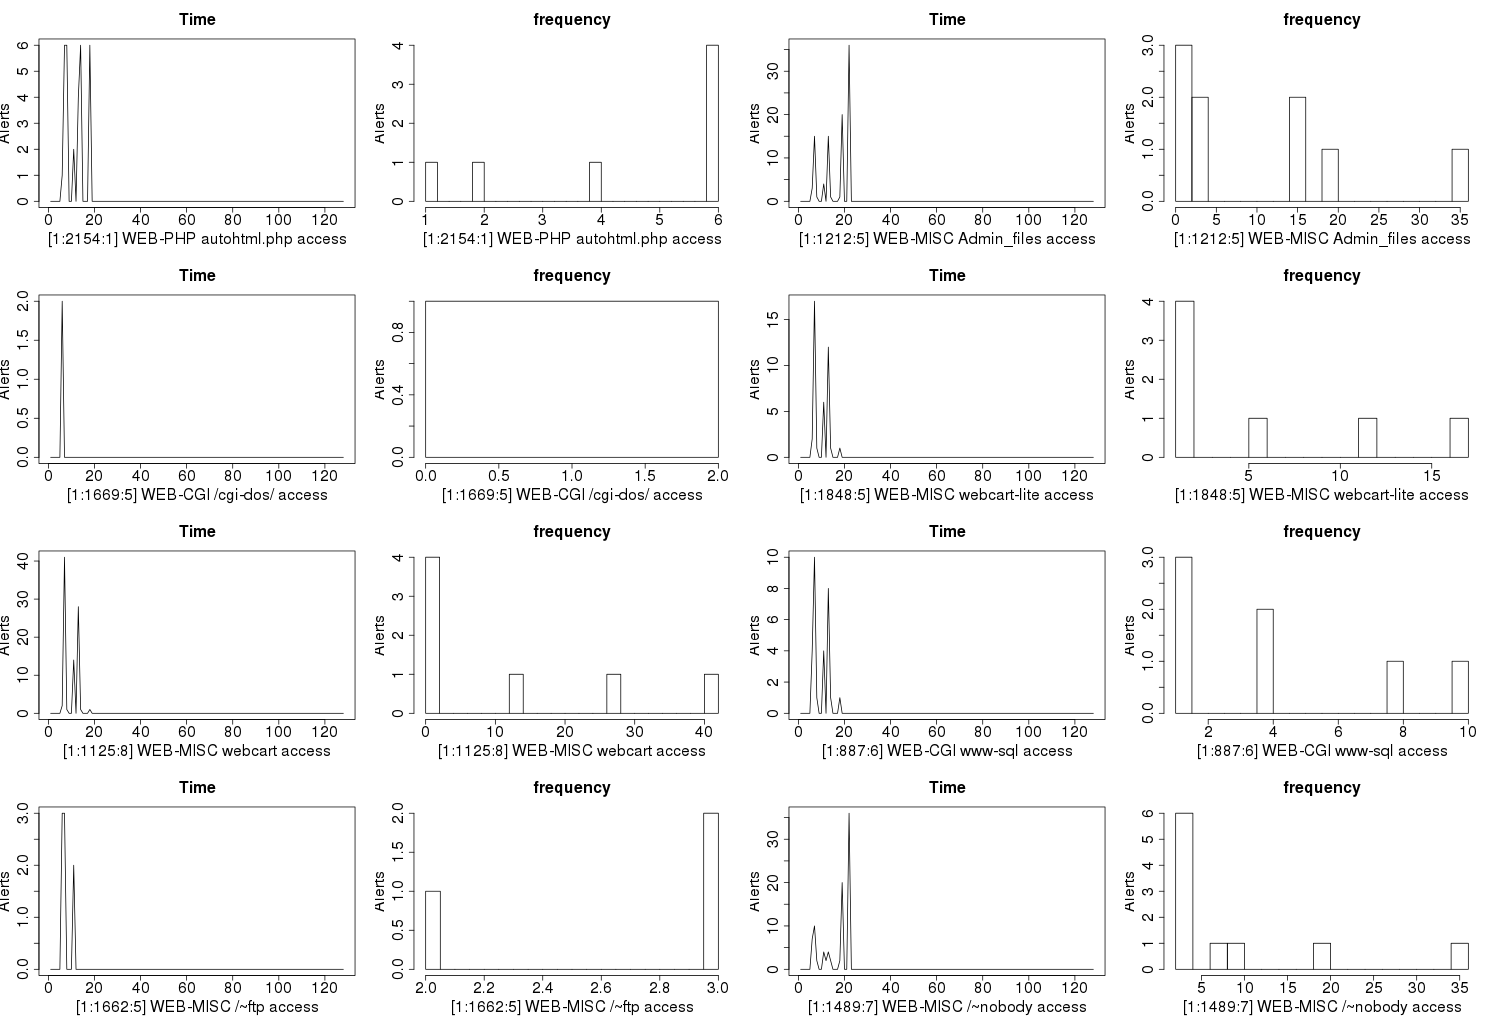 Time frequency Time frequency
Alerts 0 1 2 3 4 5 6 Alerts 0 1 2 3 4 Alerts 0 10 20 30 Alerts 0.0 1.0 2.0 3.0
0 20 40 60 80 100 120 1 2 3 4 5 6 0 20 40 60 80 100 120 0 5 10 15 20 25 30 35
[1:2154:1] WEB-PHP autohtml.php access [1:2154:1] WEB-PHP autohtml.php access [1:1212:5] WEB-MISC Admin_files access [1:1212:5] WEB-MISC Admin_files access
Time frequency Time frequency
Alerts 0.0 0.5 1.0 1.5 2.0 Alerts 0.0 0.4 0.8 Alerts 0 5 10 15 Alerts 0 1 2 3 4
0 20 40 60 80 100 120 0.0 0.5 1.0 1.5 2.0 0 20 40 60 80 100 120 5 10 15
[1:1669:5] WEB-CGI /cgi-dos/ access [1:1669:5] WEB-CGI /cgi-dos/ access [1:1848:5] WEB-MISC webcart-lite access [1:1848:5] WEB-MISC webcart-lite access
Time frequency Time frequency
Alerts 0 10 20 30 40 Alerts 0 1 2 3 4 Alerts 0 2 4 6 8 10 Alerts 0.0 1.0 2.0 3.0
0 20 40 60 80 100 120 0 10 20 30 40 0 20 40 60 80 100 120 2 4 6 8 10
[1:1125:8] WEB-MISC webcart access [1:1125:8] WEB-MISC webcart access [1:887:6] WEB-CGI www-sql access [1:887:6] WEB-CGI www-sql access
Time frequency Time frequency
Alerts 0.0 1.0 2.0 3.0 Alerts 0.0 0.5 1.0 1.5 2.0 Alerts 0 10 20 30 Alerts 0 1 2 3 4 5 6
0 20 40 60 80 100 120 2.0 2.2 2.4 2.6 2.8 3.0 0 20 40 60 80 100 120 5 10 15 20 25 30 35
[1:1662:5] WEB-MISC /~ftp access [1:1662:5] WEB-MISC /~ftp access [1:1489:7] WEB-MISC /~nobody access [1:1489:7] WEB-MISC /~nobody access